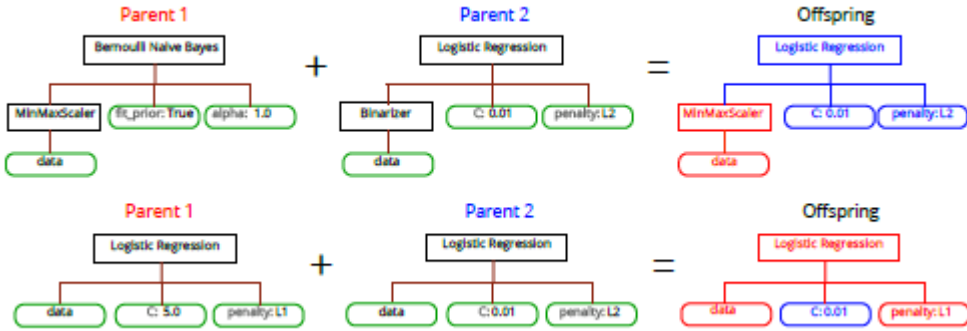 Parent 1 Parent 2 Offspring
Bernoulli Naive Bayes + Logistic Regression = Logistic Regression
MinMaxScaler fit_prior: True alpha: 1.0 Binarizer C: 0.01 penalty: L2 MinMaxScaler C: 0.01 penalty: L2
data data data
Parent 1 Parent 2 Offspring
Logistic Regression + Logistic Regression = Logistic Regression
data C: 5.0 penalty: L1 data C: 0.01 penalty: L2 data C: 0.01 penalty: L1